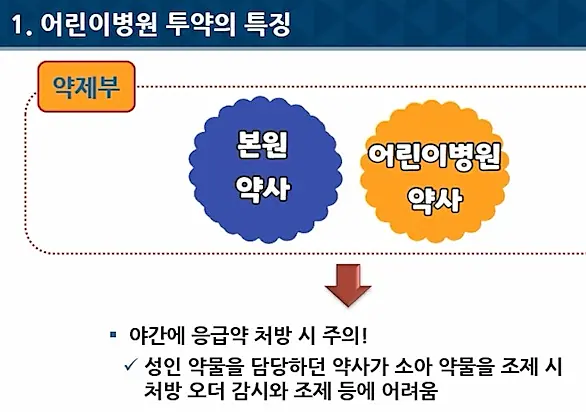 1. 어린이병원 투약의 특징
약제부
본원
약사
어린이병원
약사
▪ 야간에 응급약 처방 시 주의!
✓ 성인 약물을 담당하던 약사가 소아 약물을 조제 시
처방 오더 감시와 조제 등에 어려움